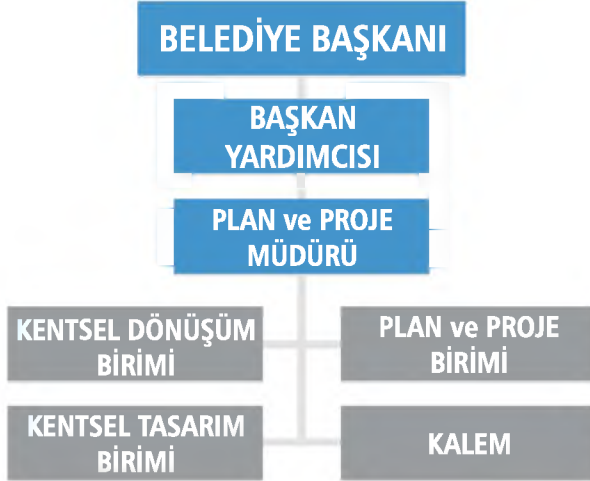 BELEDİYE BAŞKANI
BAŞKAN
YARDIMCISI
PLAN ve PROJE
MÜDÜRÜ
KENTSEL DÖNÜŞÜM
BİRİMİ
PLAN ve PROJE
BİRİMİ
KENTSEL TASARIM
BİRİMİ
KALEM